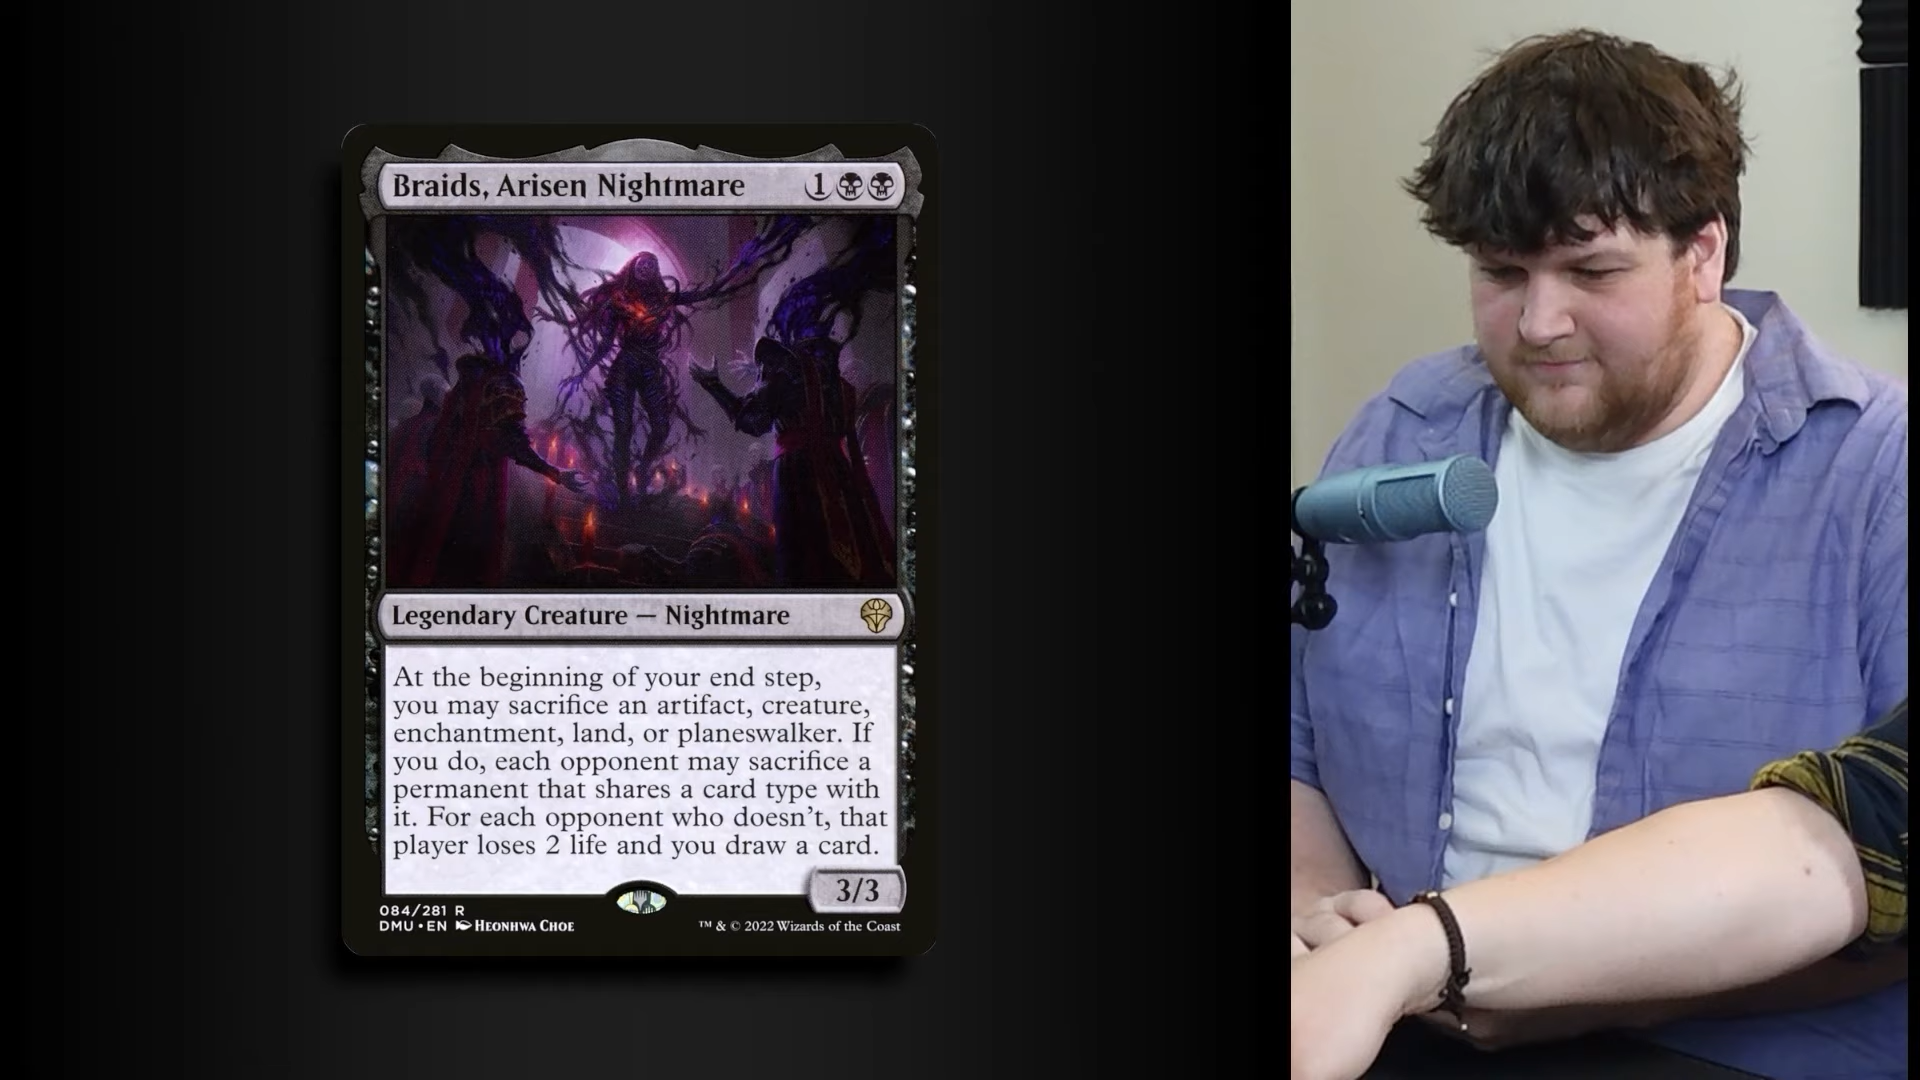 Braids, Arisen Nightmare 1
Legendary Creature — Nightmare
At the beginning of your end step,
you may sacrifice an artifact, creature,
enchantment, land, or planeswalker. If
you do, each opponent may sacrifice a
permanent that shares a card type with
it. For each opponent who doesn't, that
player loses 2 life and you draw a card.
3/3
084/281 R
DMU • EN HEONHWA CHOE
™ & © 2022 Wizards of the Coast